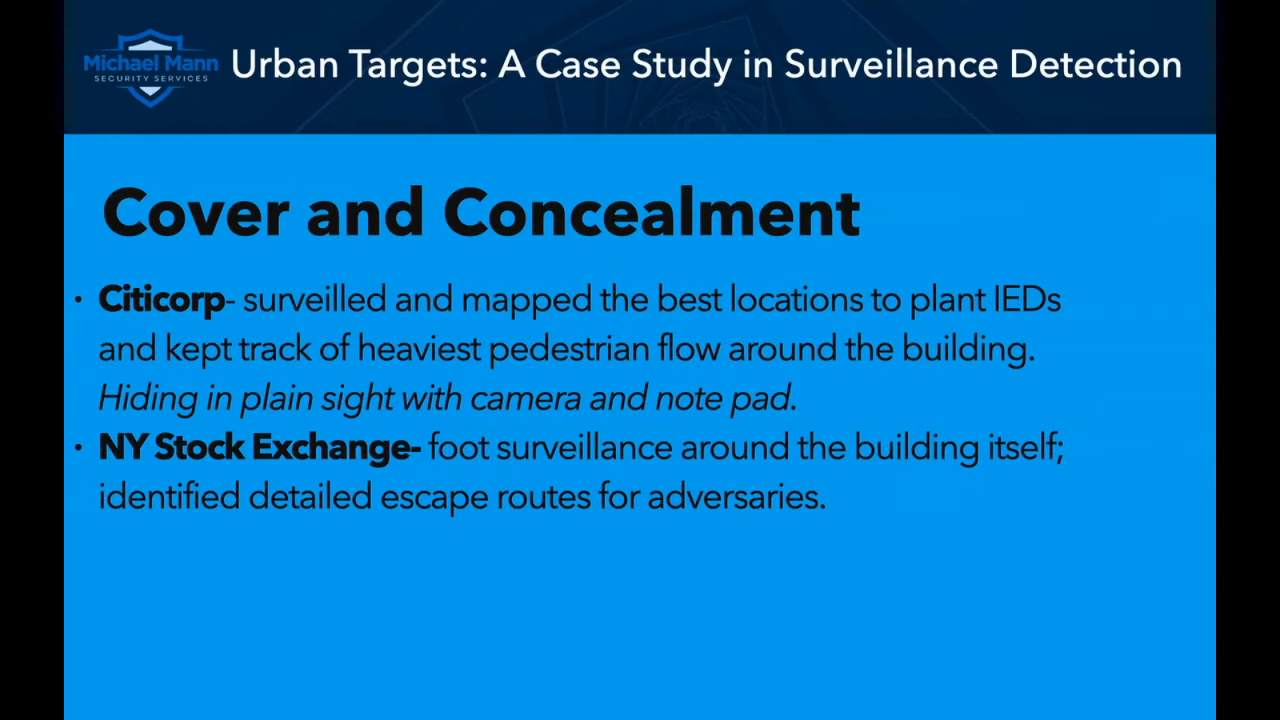 Michael Mann
SECURITY SERVICES
Urban Targets: A Case Study in Surveillance Detection
Cover and Concealment
· Citicorp- surveilled and mapped the best locations to plant IEDs
and kept track of heaviest pedestrian flow around the building.
Hiding in plain sight with camera and note pad.
· NY Stock Exchange- foot surveillance around the building itself;
identified detailed escape routes for adversaries.